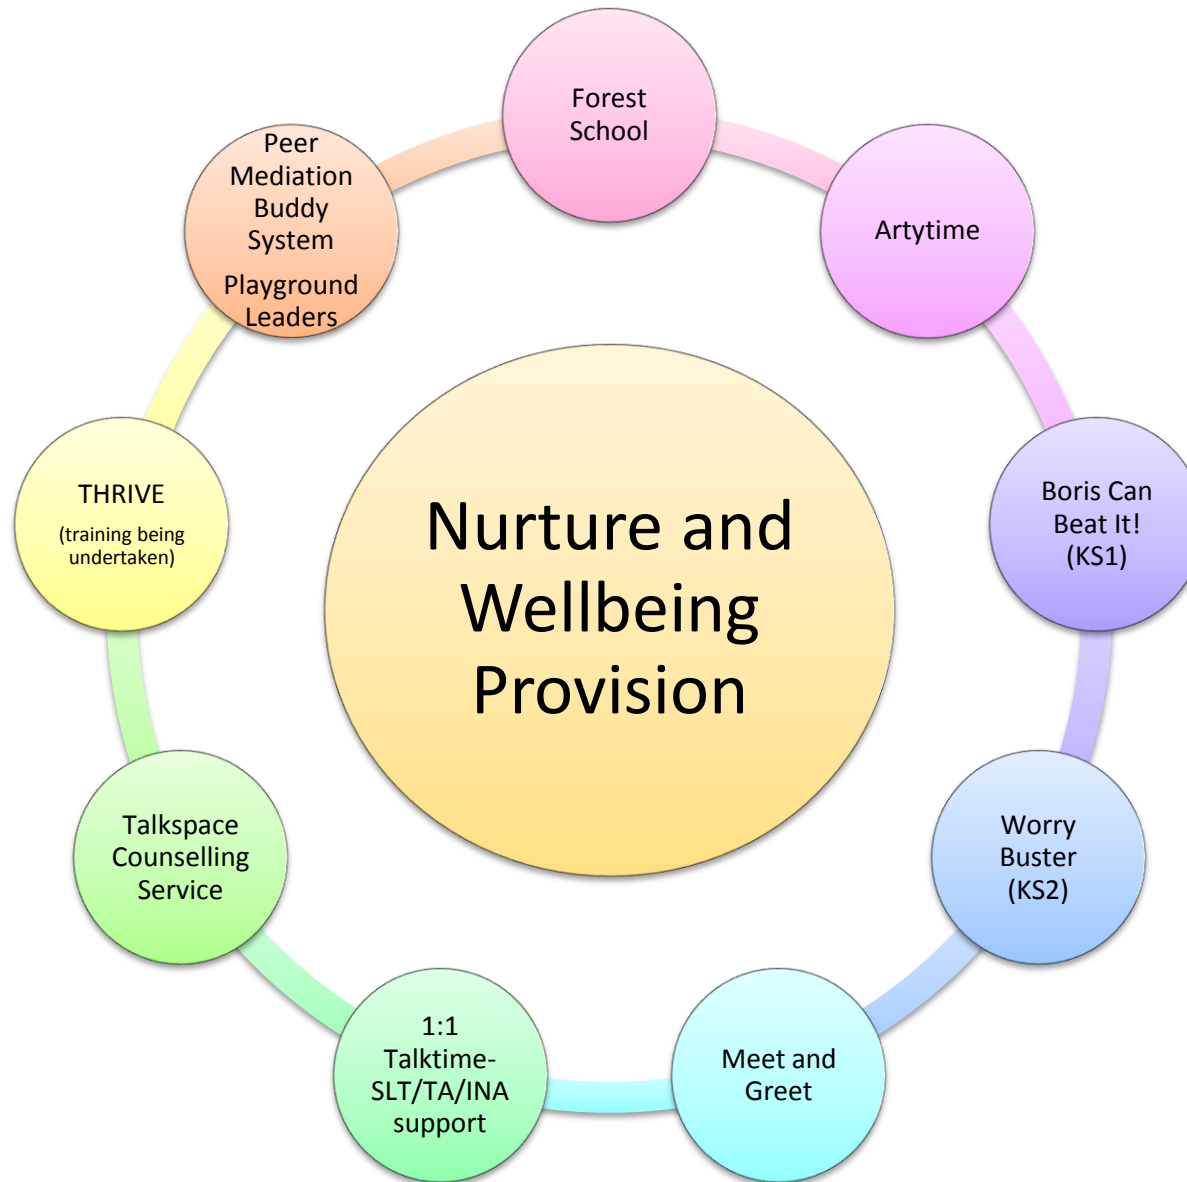 Forest
School
Artytime
Boris Can
Beat It!
(KS1)
Worry
Buster
(KS2)
Meet and
Greet
1:1
Talktime-
SLT/TA/INA
support
Talkspace
Counselling
Service
THRIVE
(training being
undertaken)
Peer
Mediation
Buddy
System
Playground
Leaders
Nurture and
Wellbeing
Provision